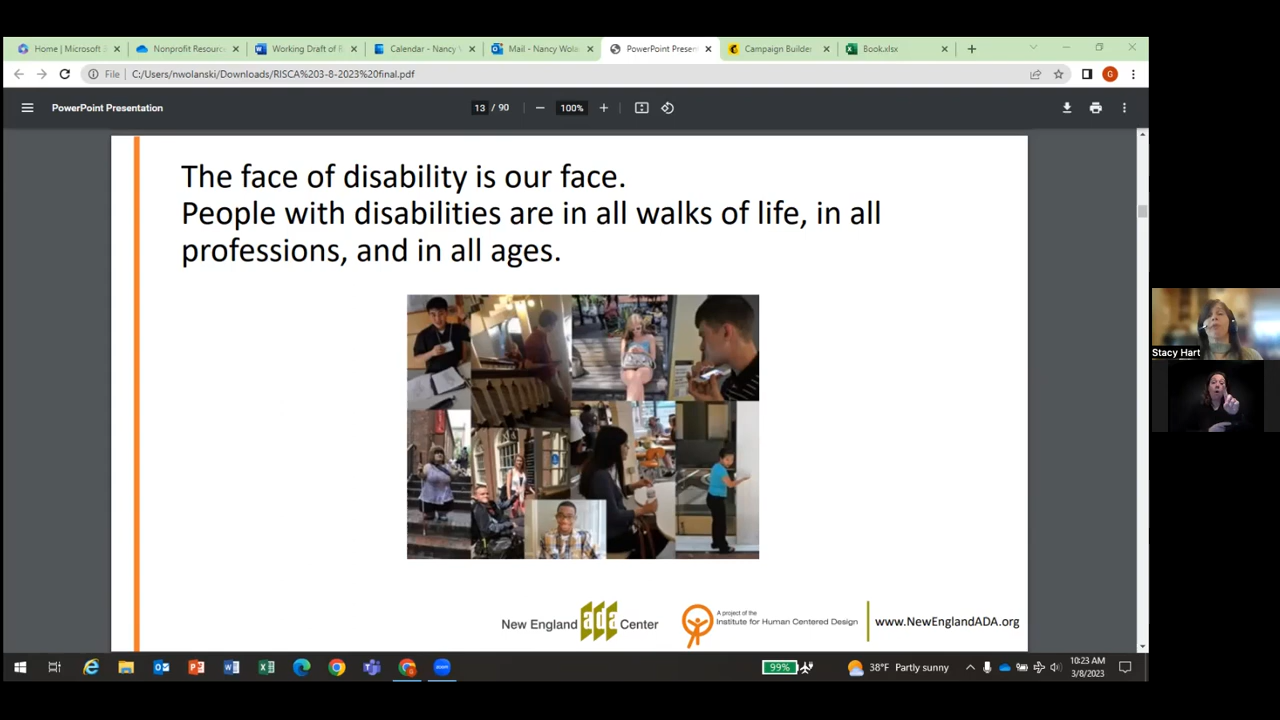 Home | Microsoft
Nonprofit Resourc
Working Draft of R
Calendar - Nancy
Mail - Nancy Wola
PowerPoint Presen
Campaign Builder
Book.xlsx
File
C:/Users/nwolanski/Downloads/RISCA%203-8-2023%20final.pdf
G
PowerPoint Presentation
13 / 90
100%
The face of disability is our face.
People with disabilities are in all walks of life, in all
professions, and in all ages.
Stacy Hart
New England ada Center
A project of the
Institute for Human Centered Design
www.NewEnglandADA.org
99%
38°F Partly sunny
10:23 AM
3/8/2023